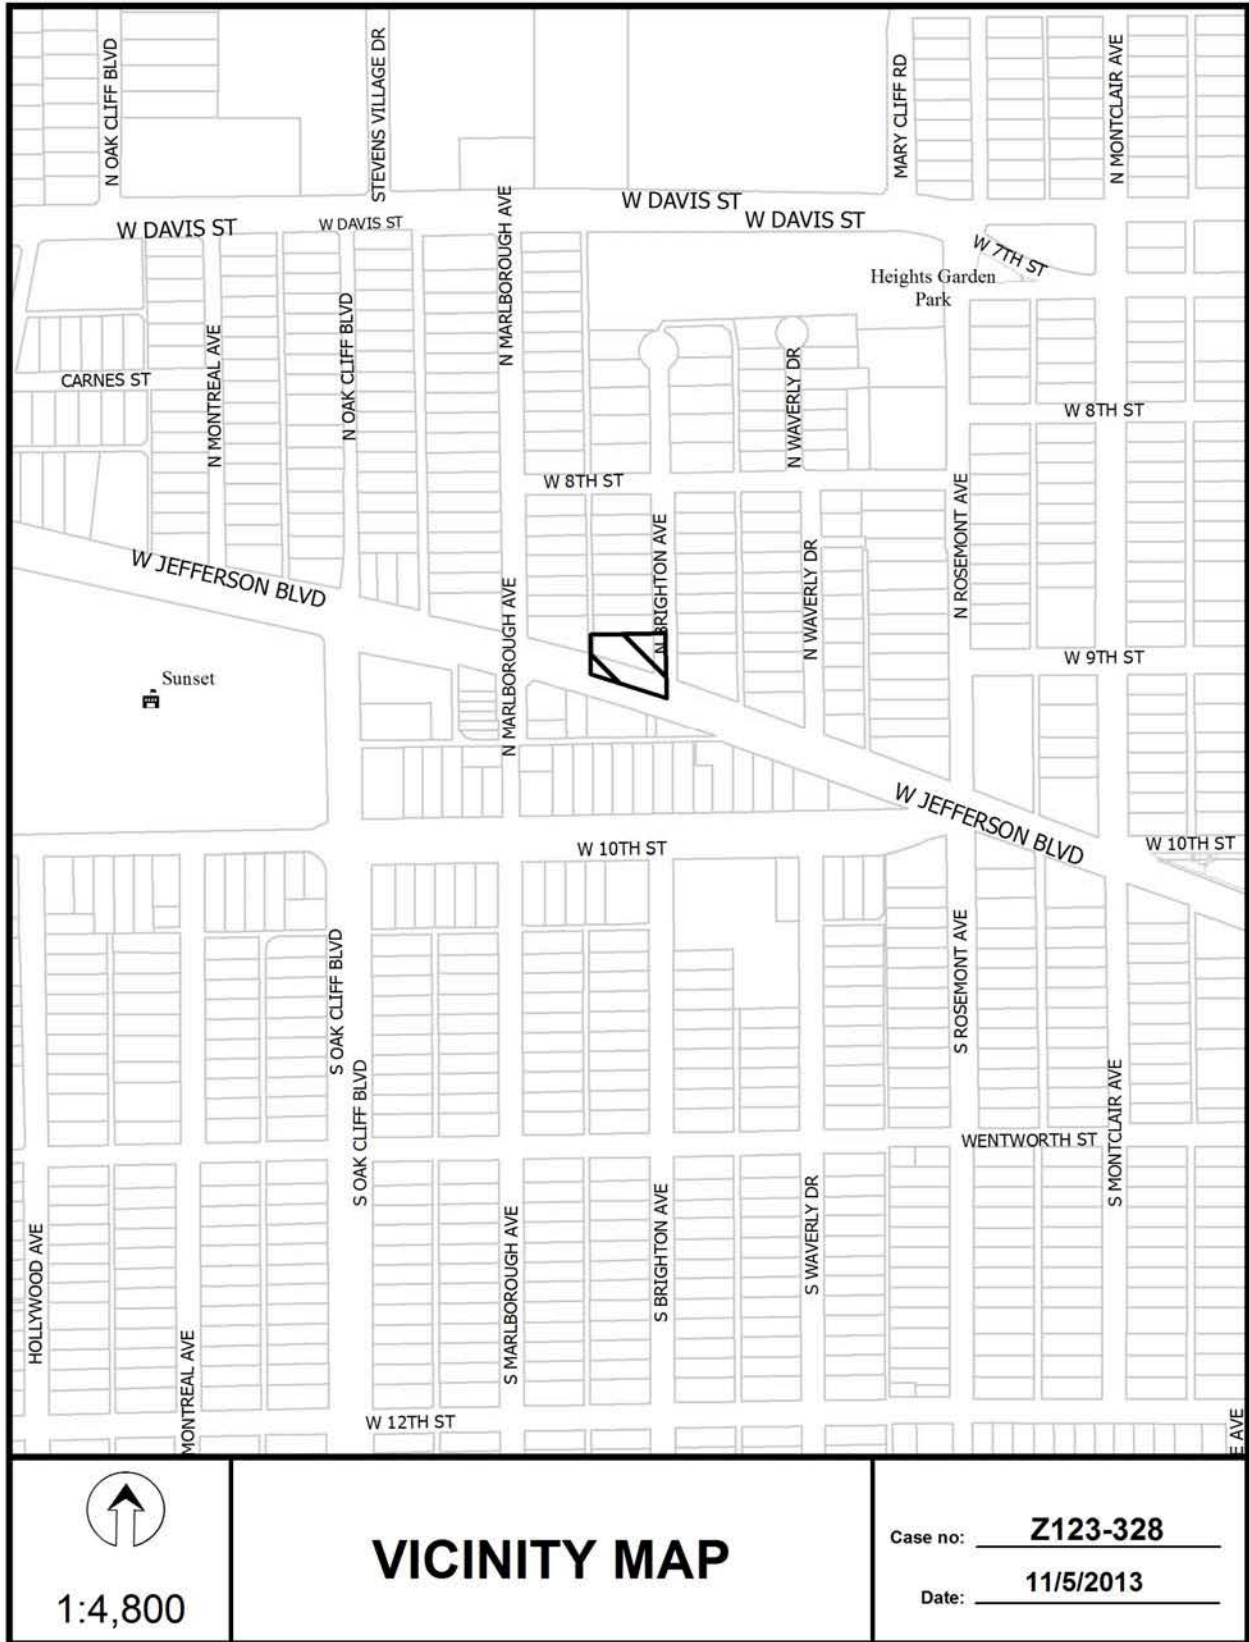 N OAK CLIFF BLVD
STEVENS VILLAGE DR
MARY CLIFF RD
N MONTCLAIR AVE
W DAVIS ST
W DAVIS ST
N MARLBOROUGH AVE
W DAVIS ST
W DAVIS ST
W 7TH ST
Heights Garden
Park
CARNES ST
N MONTREAL AVE
N OAK CLIFF BLVD
N WAVERLY DR
W 8TH ST
W 8TH ST
N ROSEMONT AVE
W JEFFERSON BLVD
N MARLBOROUGH AVE
N BRIGHTON AVE
N WAVERLY DR
W 9TH ST
Sunset
W JEFFERSON BLVD
W 10TH ST
W 10TH ST
S OAK CLIFF BLVD
S ROSEMONT AVE
S OAK CLIFF BLVD
S MONTCLAIR AVE
WENTWORTH ST
HOLLYWOOD AVE
MONTREAL AVE
S MARLBOROUGH AVE
S BRIGHTON AVE
S WAVERLY DR
W 12TH ST
E AVE
1:4,800
VICINITY MAP
Case no: Z123-328
Date: 11/5/2013